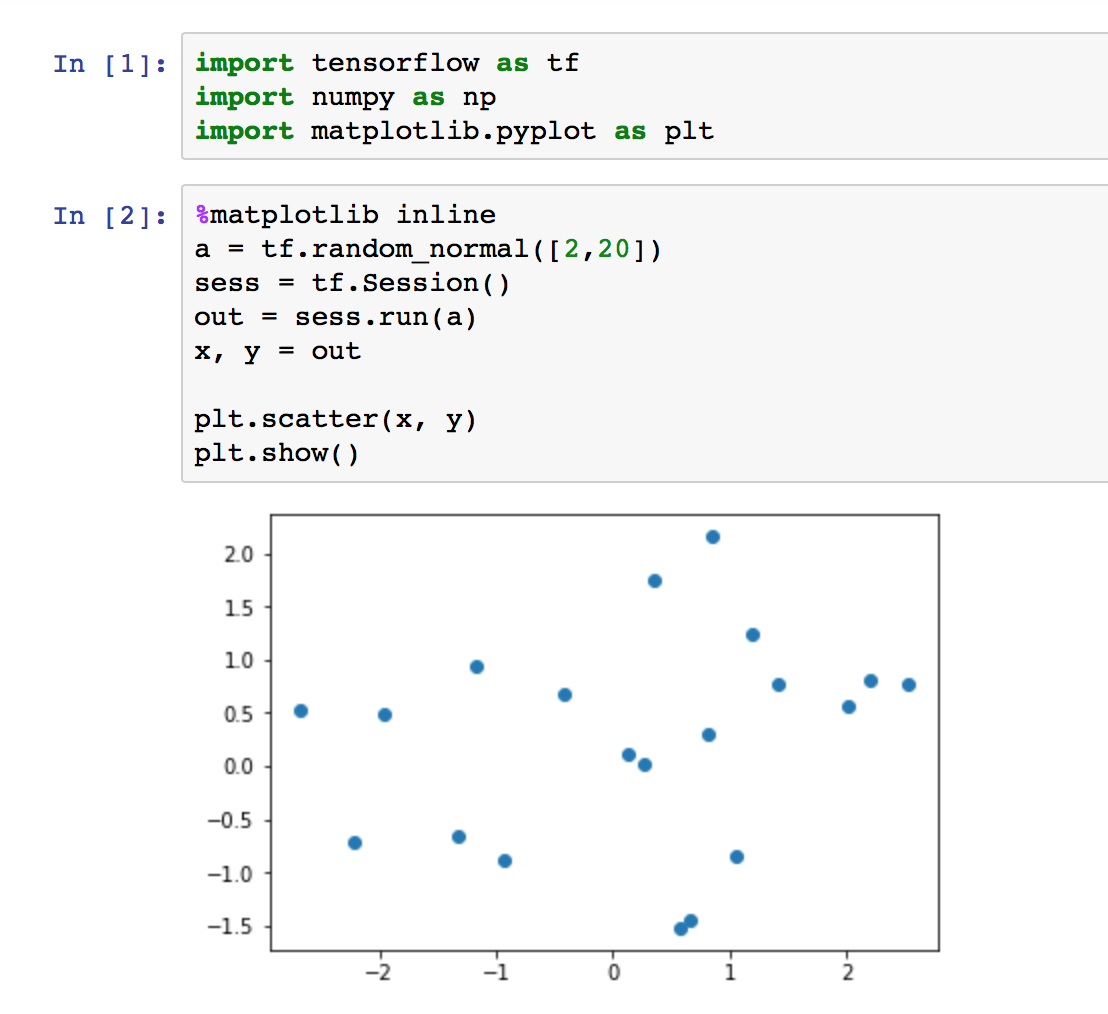 In [1]: import tensorflow as tf
import numpy as np
import matplotlib.pyplot as plt
In [2]: %matplotlib inline
a = tf.random_normal([2,20])
sess = tf.Session()
out = sess.run(a)
x, y = out
plt.scatter(x, y)
plt.show()
2.0
1.5
1.0
0.5
0.0
−0.5
−1.0
−1.5
−2 −1 0 1 2